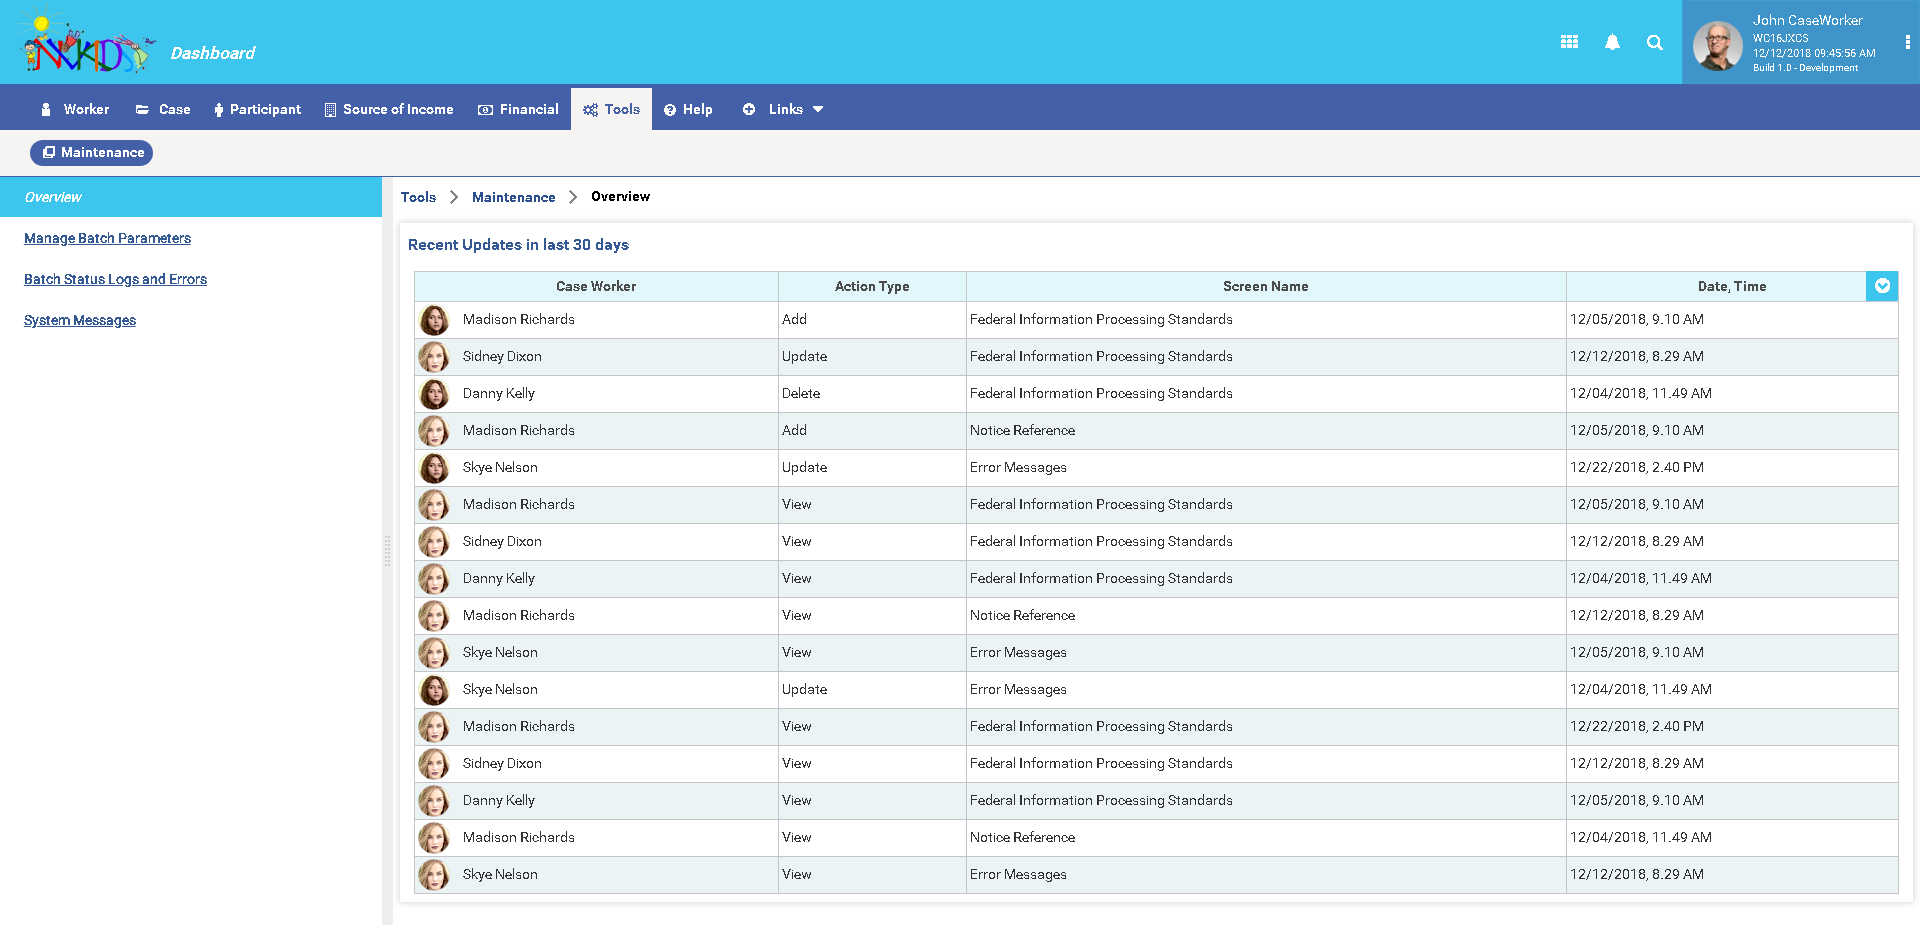 NCKIDS
Dashboard
John CaseWorker
WC16JXCS
12/12/2018 09:45:56 AM
Build 1.0 - Development
Worker Case Participant Source of Income Financial Tools Help Links
Maintenance
Overview
Manage Batch Parameters
Batch Status Logs and Errors
System Messages
Tools Maintenance Overview
Recent Updates in last 30 days
Case Worker Action Type Screen Name Date, Time
Madison Richards Add Federal Information Processing Standards 12/05/2018, 9.10 AM
Sidney Dixon Update Federal Information Processing Standards 12/12/2018, 8.29 AM
Danny Kelly Delete Federal Information Processing Standards 12/04/2018, 11.49 AM
Madison Richards Add Notice Reference 12/05/2018, 9.10 AM
Skye Nelson Update Error Messages 12/22/2018, 2.40 PM
Madison Richards View Federal Information Processing Standards 12/05/2018, 9.10 AM
Sidney Dixon View Federal Information Processing Standards 12/12/2018, 8.29 AM
Danny Kelly View Federal Information Processing Standards 12/04/2018, 11.49 AM
Madison Richards View Notice Reference 12/12/2018, 8.29 AM
Skye Nelson View Error Messages 12/05/2018, 9.10 AM
Skye Nelson Update Error Messages 12/04/2018, 11.49 AM
Madison Richards View Federal Information Processing Standards 12/22/2018, 2.40 PM
Sidney Dixon View Federal Information Processing Standards 12/12/2018, 8.29 AM
Danny Kelly View Federal Information Processing Standards 12/05/2018, 9.10 AM
Madison Richards View Notice Reference 12/04/2018, 11.49 AM
Skye Nelson View Error Messages 12/12/2018, 8.29 AM